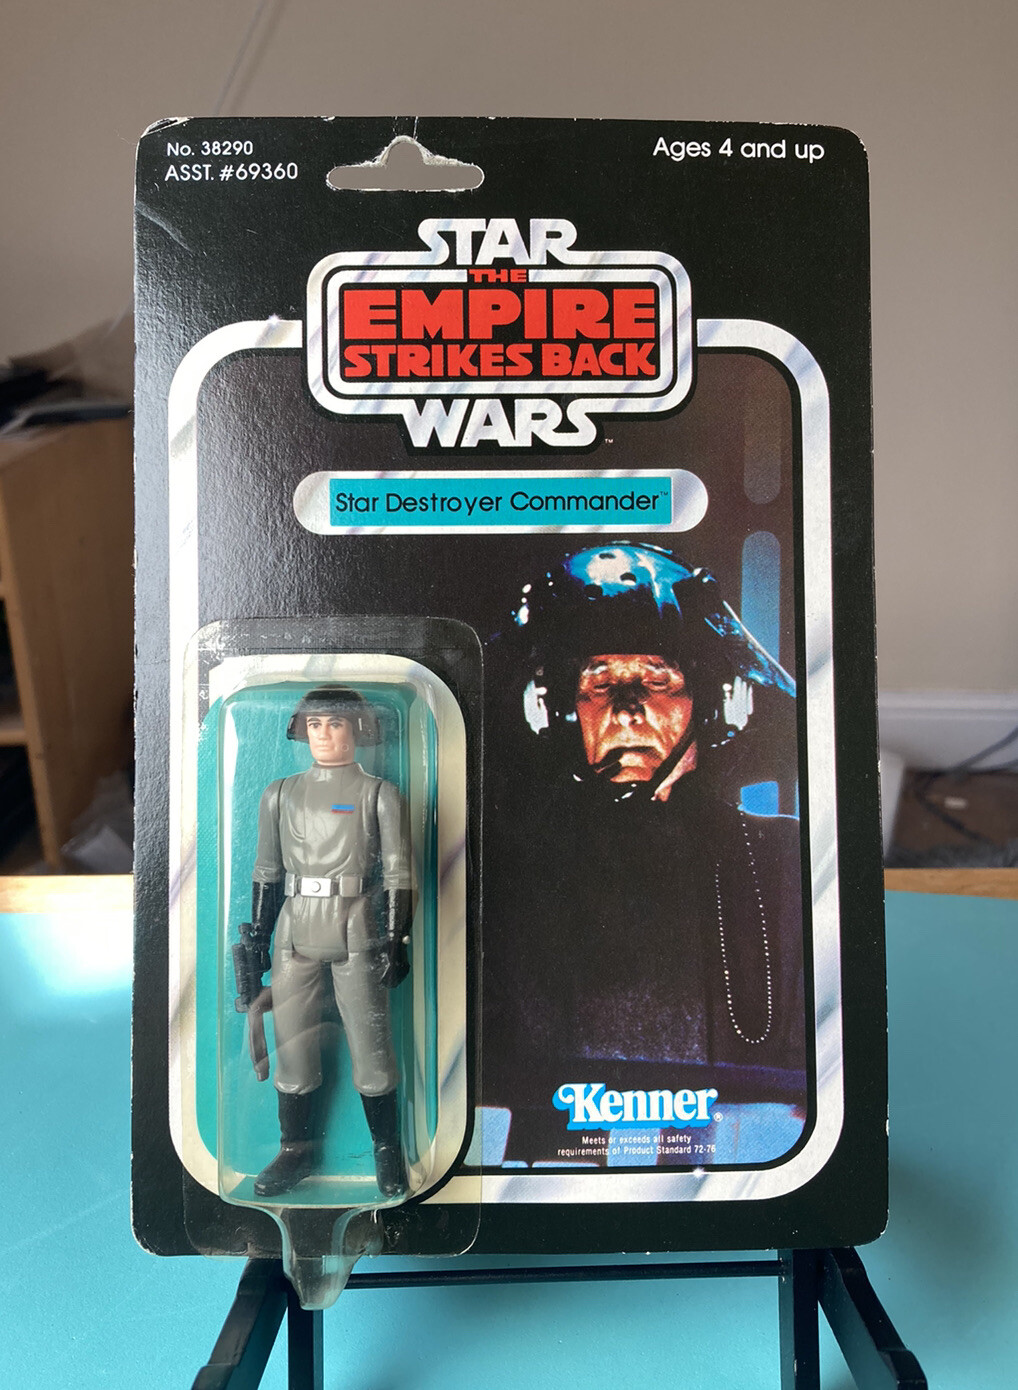 No. 38290
ASST. #69360
Ages 4 and up
STAR
THE
EMPIRE
STRIKES BACK
WARS™
Star Destroyer Commander™
Kenner®
Meets or exceeds all safety
requirements of Product Standard 72-76